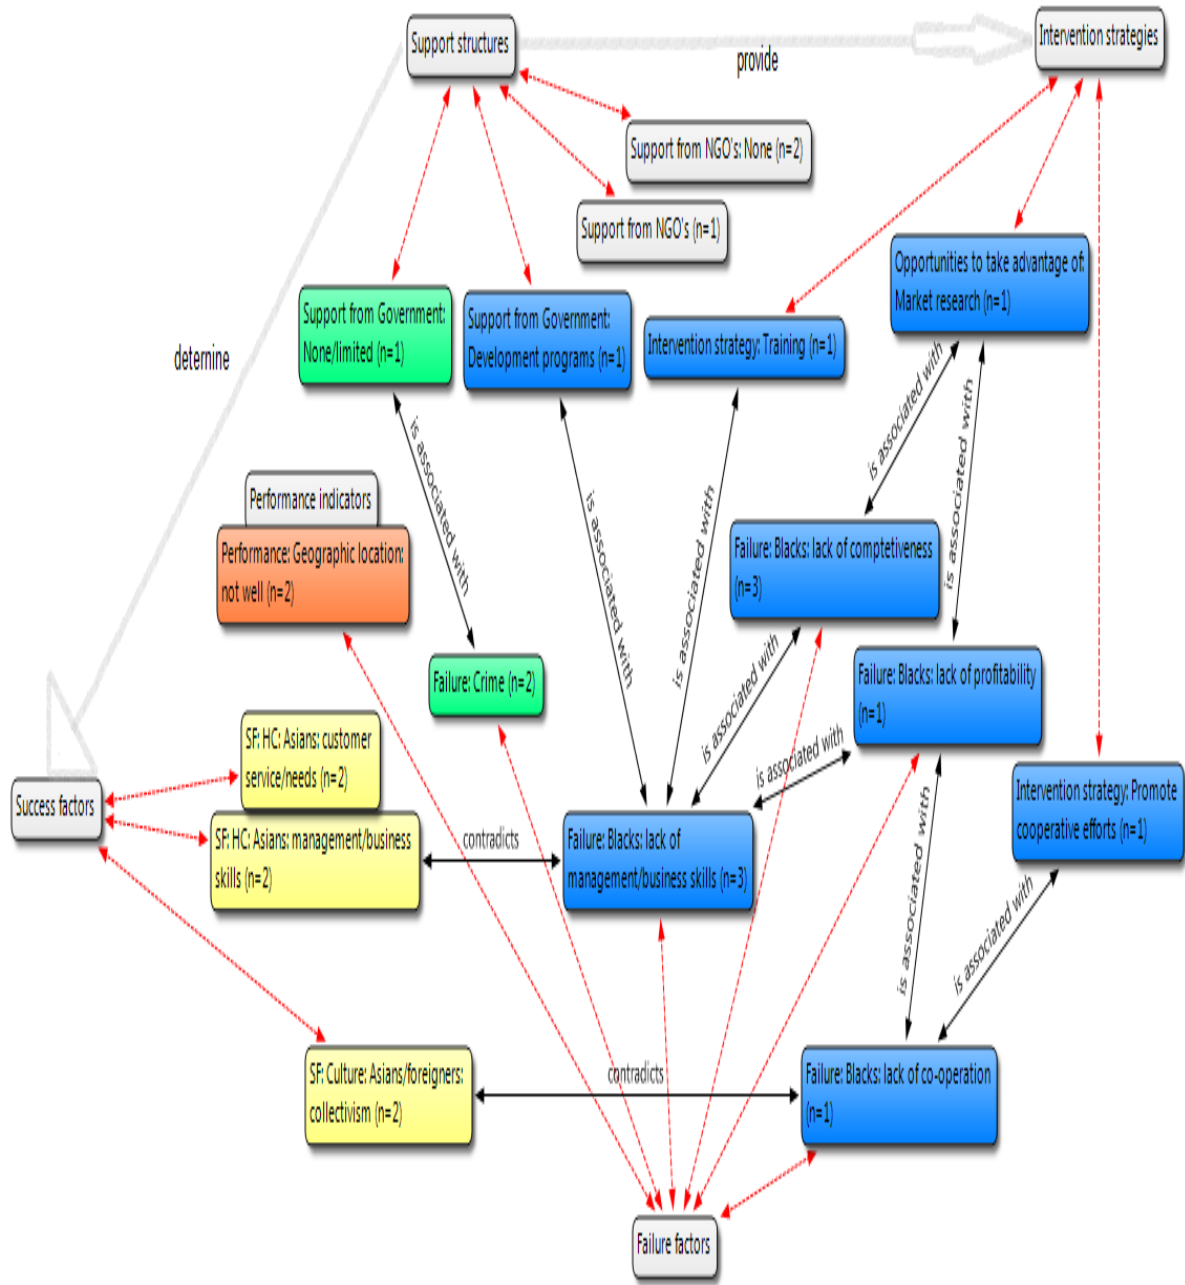 Support structures
provide
Intervention strategies
Support from NGO's: None (n=2)
Support from NGO's (n=1)
Opportunities to take advantage of:
Market research (n=1)
Support from Government:
None/limited (n=1)
Support from Government:
Development programs (n=1)
Intervention strategy: Training (n=1)
deternine
is associated with
is associated with
is associated with
is associated with
is associated with
Performance indicators
Performance: Geographic location:
not well (n=2)
Failure: Blacks: lack of comptetiveness
(n=3)
Failure: Crime (n=2)
Failure: Blacks: lack of profitability
(n=1)
is associated with
is associated with
SF: HC: Asians: customer
service/needs (n=2)
Success factors
SF: HC: Asians: management/business
skills (n=2)
contradicts
Failure: Blacks: lack of
management/business skills (n=3)
Intervention strategy: Promote
cooperative efforts (n=1)
is associated with
is associated with
SF: Culture: Asians/foreigners:
collectivism (n=2)
contradicts
Failure: Blacks: lack of co-operation
(n=1)
Failure factors